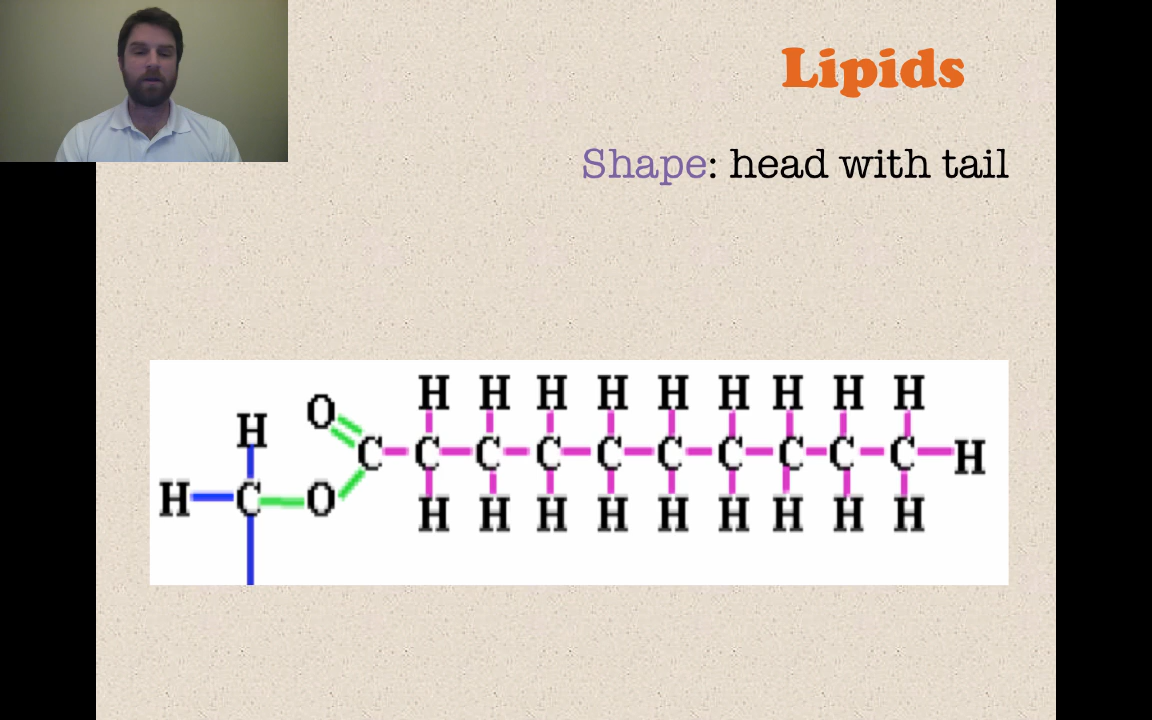 Lipids
Shape: head with tail
H H H H H H H H H
O
H C C C C C C C C C C H
H C O
H H H H H H H H H